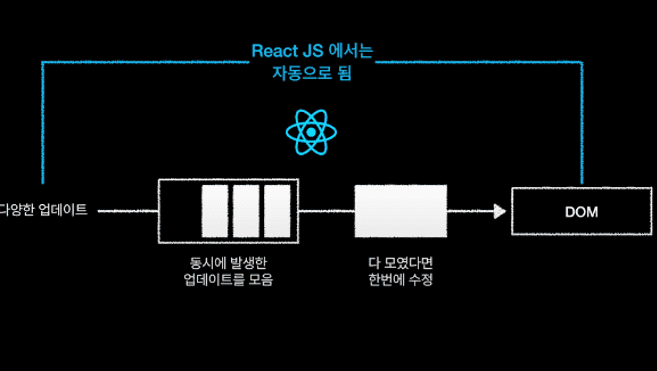 React JS 에서는
자동으로 됨
다양한 업데이트
DOM
동시에 발생한
업데이트를 모음
다 모였다면
한번에 수정